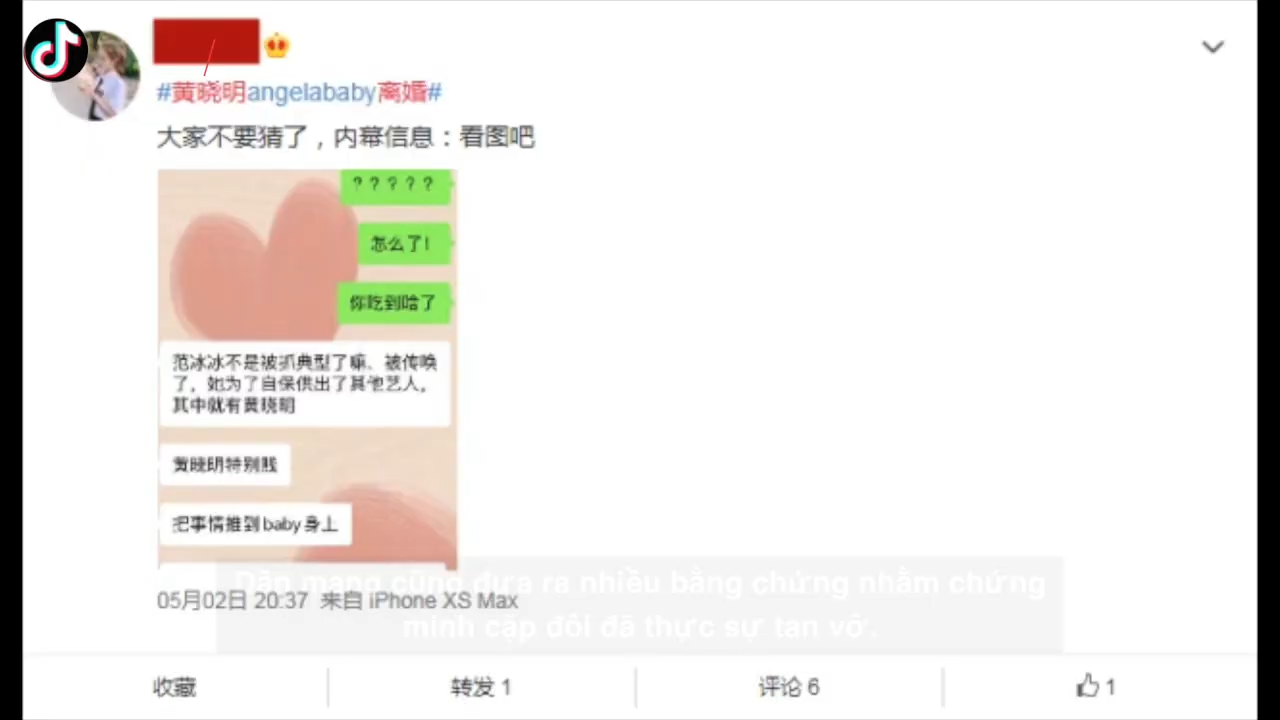 #黄晓明angelababy离婚#
大家不要猜了，内幕信息：看图吧
？？？？？
怎么了！
你吃到啥了
范冰冰不是被抓典型了嘛、被传唤
了，她为了自保供出了其他艺人，
其中就有黄晓明
黄晓明特别贱
把事情推到baby身上
Dân mạng cũng đưa ra nhiều bằng chứng nhằm chứng
minh cặp đôi đã thực sự tan vỡ.
05月02日 20:37 来自 iPhone XS Max
收藏
转发 1
评论 6
1